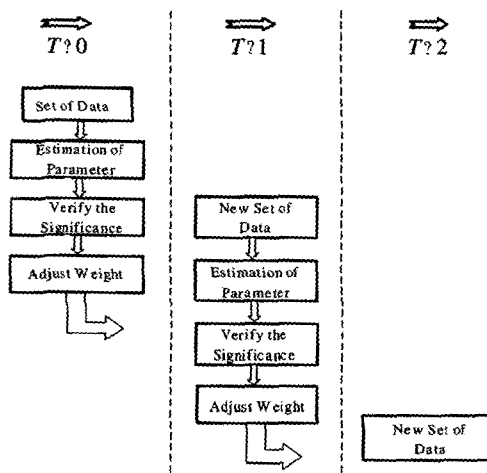 T?0
T?1
T?2
Set of Data
Estimation of
Parameter
Verify the
Significance
Adjust Weight
New Set of
Data
Estimation of
Parameter
Verify the
Significance
Adjust Weight
New Set of
Data